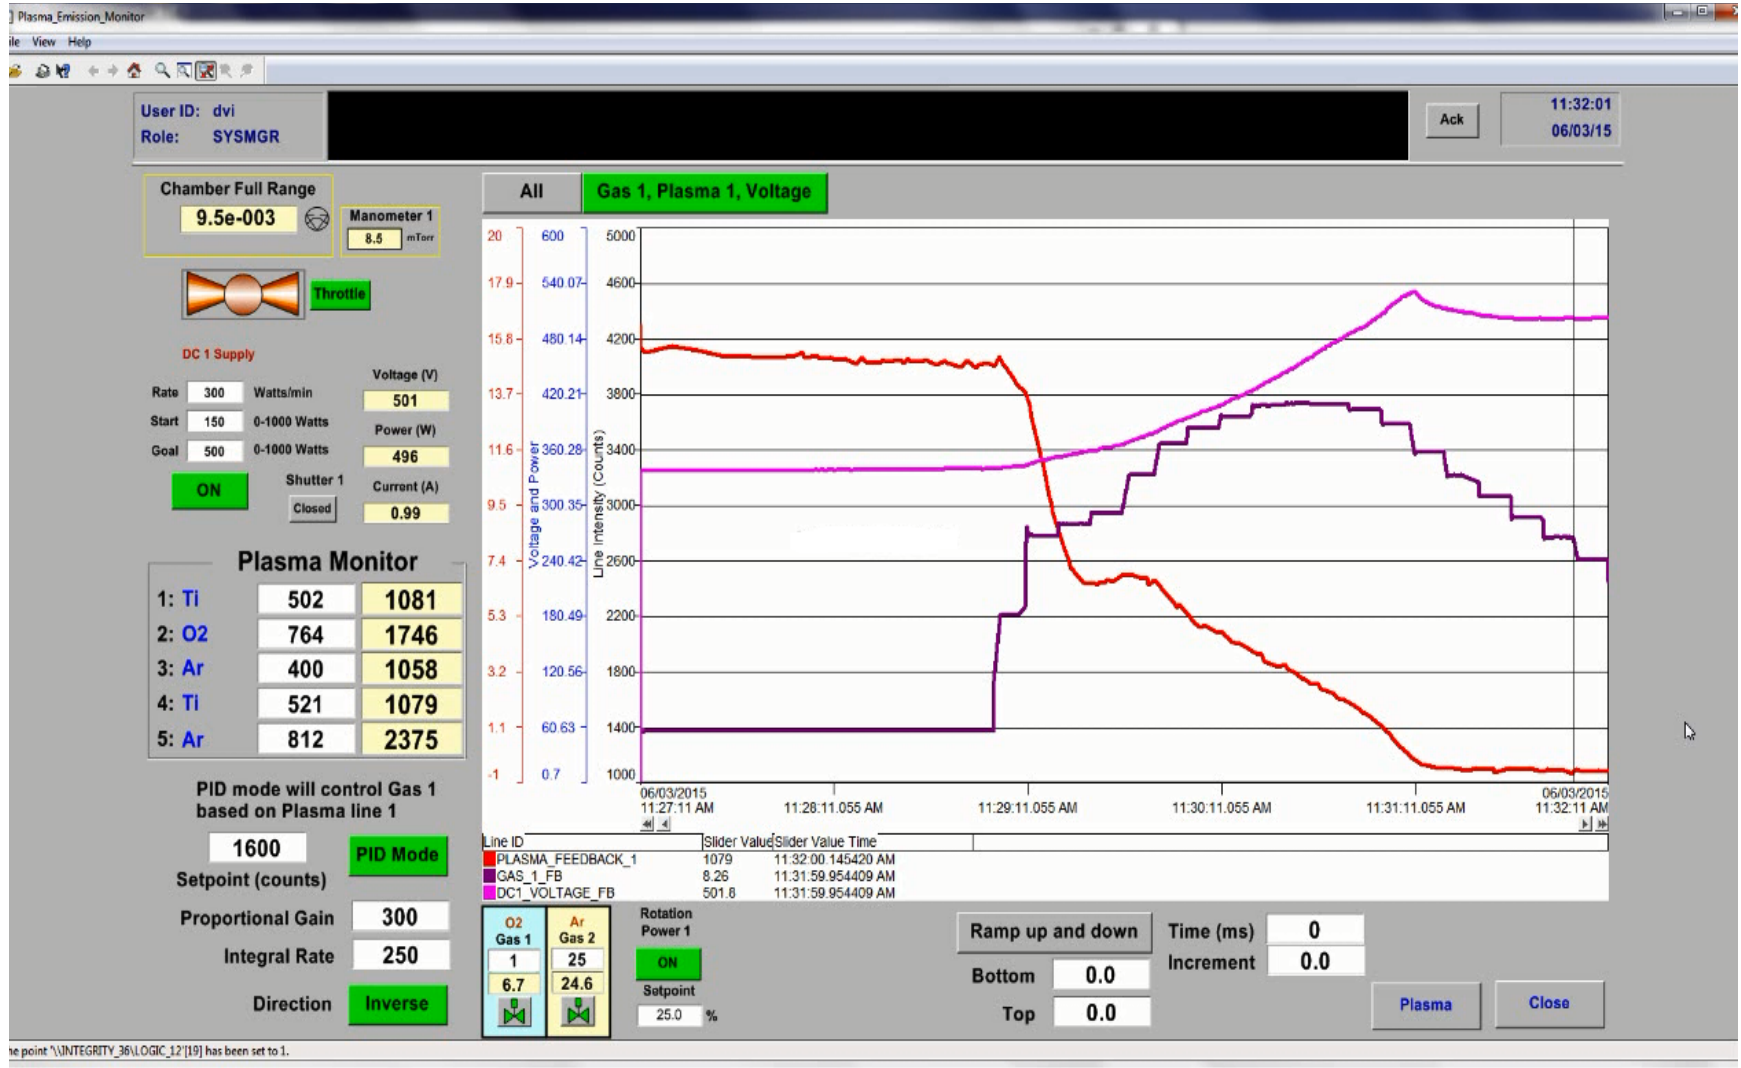 Plasma_Emission_Monitor
ile View Help
User ID: dvi
Role: SYSMGR
Ack
11:32:01
06/03/15
Chamber Full Range
9.5e-003
Manometer 1
8.5 mTorr
Throttle
DC 1 Supply
Rate 300 Watts/min
Start 150 0-1000 Watts
Goal 500 0-1000 Watts
ON
Shutter 1
Closed
Voltage (V)
501
Power (W)
496
Current (A)
0.99
Plasma Monitor
1: Ti 502 1081
2: O2 764 1746
3: Ar 400 1058
4: Ti 521 1079
5: Ar 812 2375
PID mode will control Gas 1
based on Plasma line 1
1600 PID Mode
Setpoint (counts)
Proportional Gain 300
Integral Rate 250
Direction Inverse
All Gas 1, Plasma 1, Voltage
20 600 5000
17.9 540.07 4600
15.8 480.14 4200
13.7 420.21 3800
11.6 360.28 3400
9.5 300.35 3000
7.4 240.42 2600
5.3 180.49 2200
3.2 120.56 1800
1.1 60.63 1400
-1 0.7 1000
Voltage and Power
Line Intensity (Counts)
06/03/2015 06/03/2015
11:27:11 AM 11:28:11.055 AM 11:29:11.055 AM 11:30:11.055 AM 11:31:11.055 AM 11:32:11 AM
Line ID Slider Value Slider Value Time
PLASMA_FEEDBACK_1 1079 11:32:00.145420 AM
GAS_1_FB 8.26 11:31:59.954409 AM
DC1_VOLTAGE_FB 501.8 11:31:59.954409 AM
O2
Gas 1
1
6.7
Ar
Gas 2
25
24.6
Rotation
Power 1
ON
Setpoint
25.0 %
Ramp up and down
Bottom 0.0
Top 0.0
Time (ms) 0
Increment 0.0
Plasma
Close
he point '\\INTEGRITY_36\LOGIC_12'[19] has been set to 1.